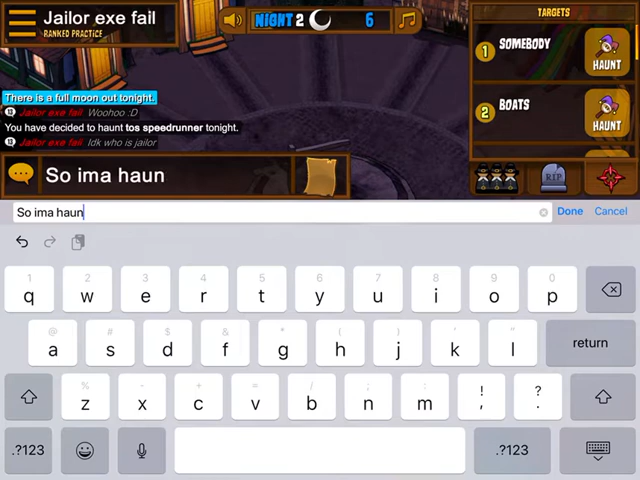 Jailor exe fail
RANKED PRACTICE
NIGHT 2
6
TARGETS
1 SOMEBODY
HAUNT
2 BOATS
HAUNT
There is a full moon out tonight.
13 Jailor exe fail Woohoo :D
You have decided to haunt tos speedrunner tonight.
13 Jailor exe fail Idk who is jailor
So ima haun
RIP
So ima haun
Done
Cancel
1 2 3 4 5 6 7 8 9 0
q w e r t y u i o p
@ # $ & * ( ) ' "
a s d f g h j k l
return
% - + = / ; :
z x c v b n m ! , ? .
.?123
.?123